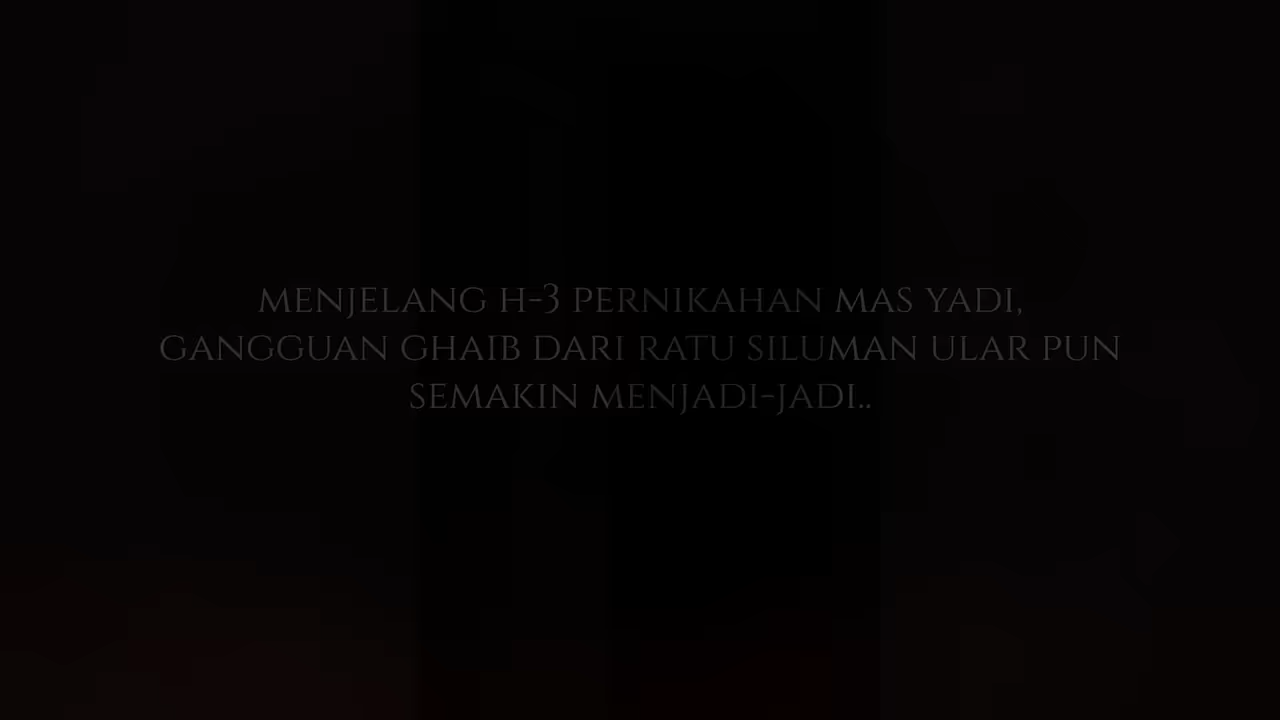 MENJELANG H-3 PERNIKAHAN MAS YADI,
GANGGUAN GHAIB DARI RATU SILUMAN ULAR PUN
SEMAKIN MENJADI-JADI..